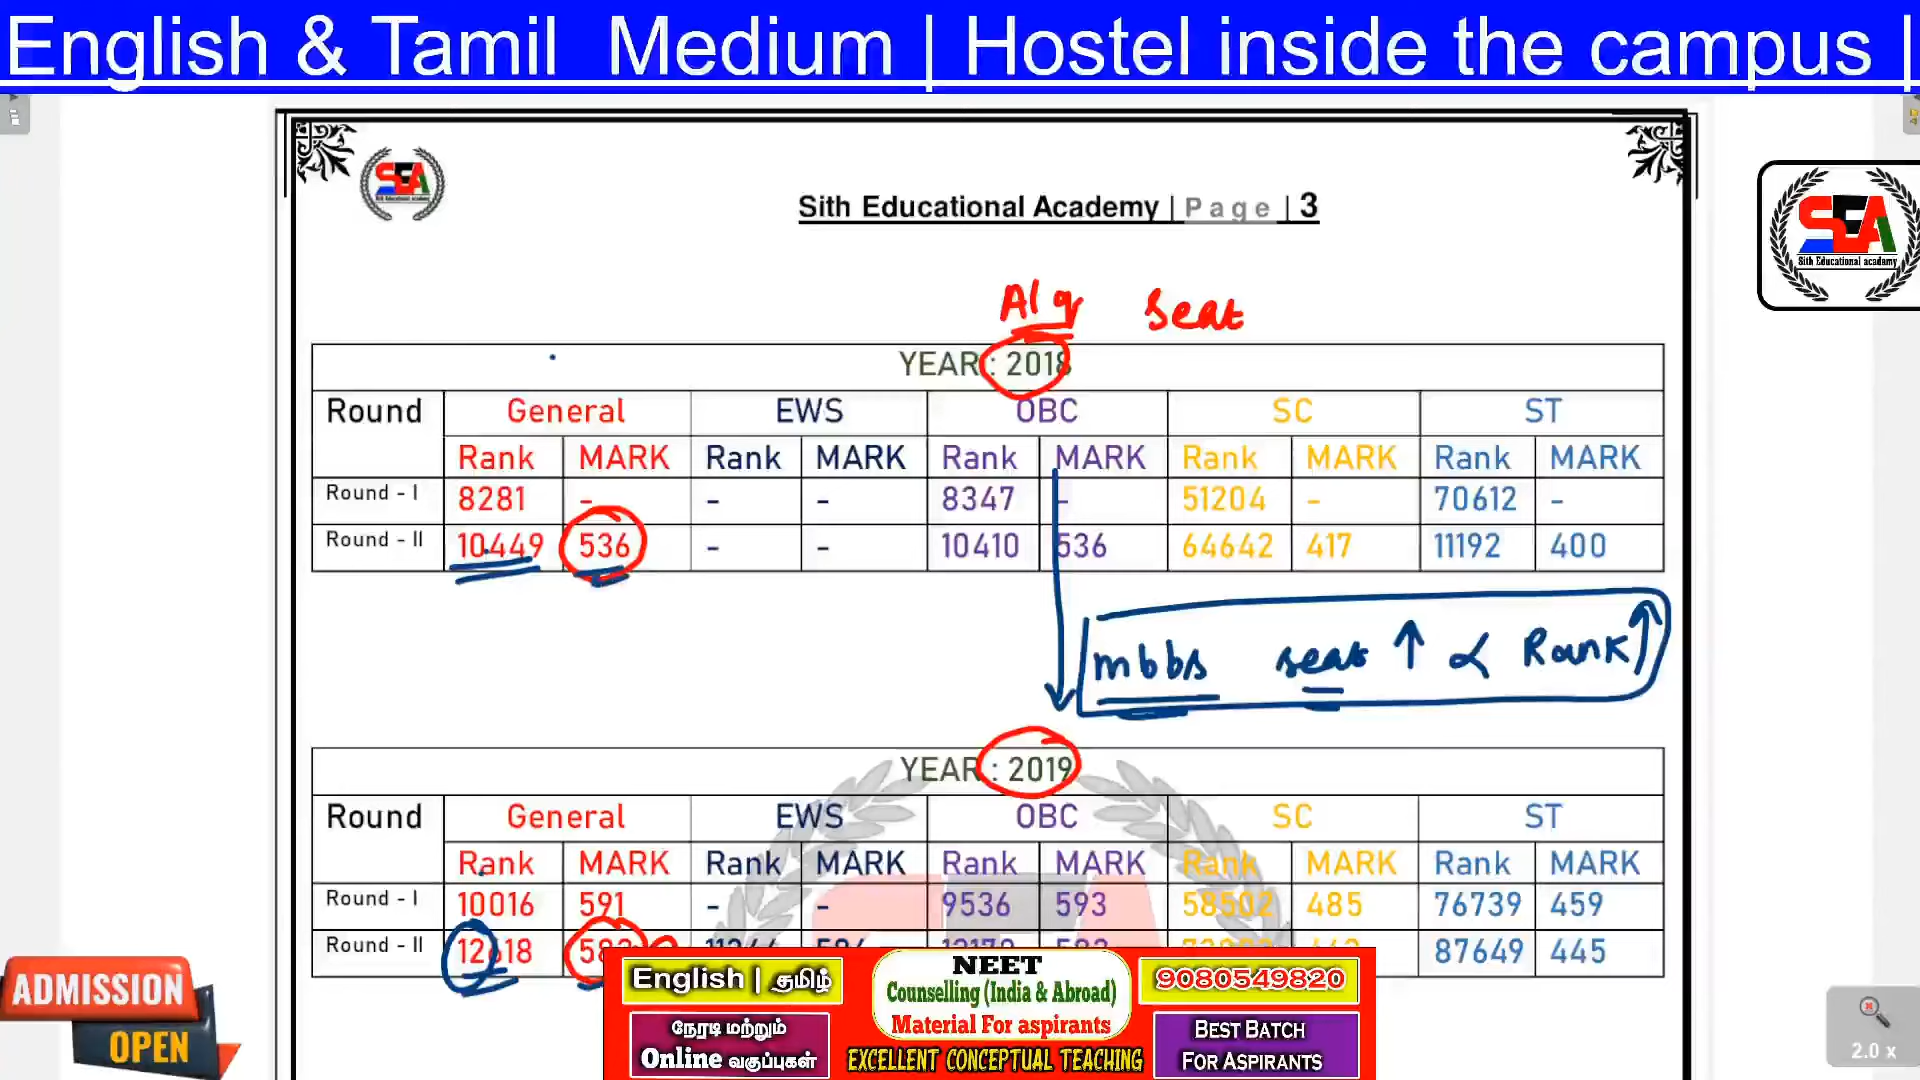 English & Tamil Medium | Hostel inside the campus |
SEA
Sith Educational Academy | Page | 3
SEA
Sith Educational academy
AIQ seat
YEAR : 2018
Round General EWS OBC SC ST
Rank MARK Rank MARK Rank MARK Rank MARK Rank MARK
Round - I 8281 - - - 8347 - 51204 - 70612 -
Round - II 10449 536 - - 10410 536 64642 417 11192 400
mbbs seat ↑ ∝ Rank ↑
YEAR : 2019
Round General EWS OBC SC ST
Rank MARK Rank MARK Rank MARK Rank MARK Rank MARK
Round - I 10016 591 - - 9536 593 58502 485 76739 459
Round - II 12618 87649 445
ADMISSION
OPEN
English | தமிழ்
நேரடி மற்றும்
Online வகுப்புகள்
NEET
Counselling (India & Abroad)
Material For aspirants
EXCELLENT CONCEPTUAL TEACHING
9080549820
BEST BATCH
FOR ASPIRANTS
2.0 x